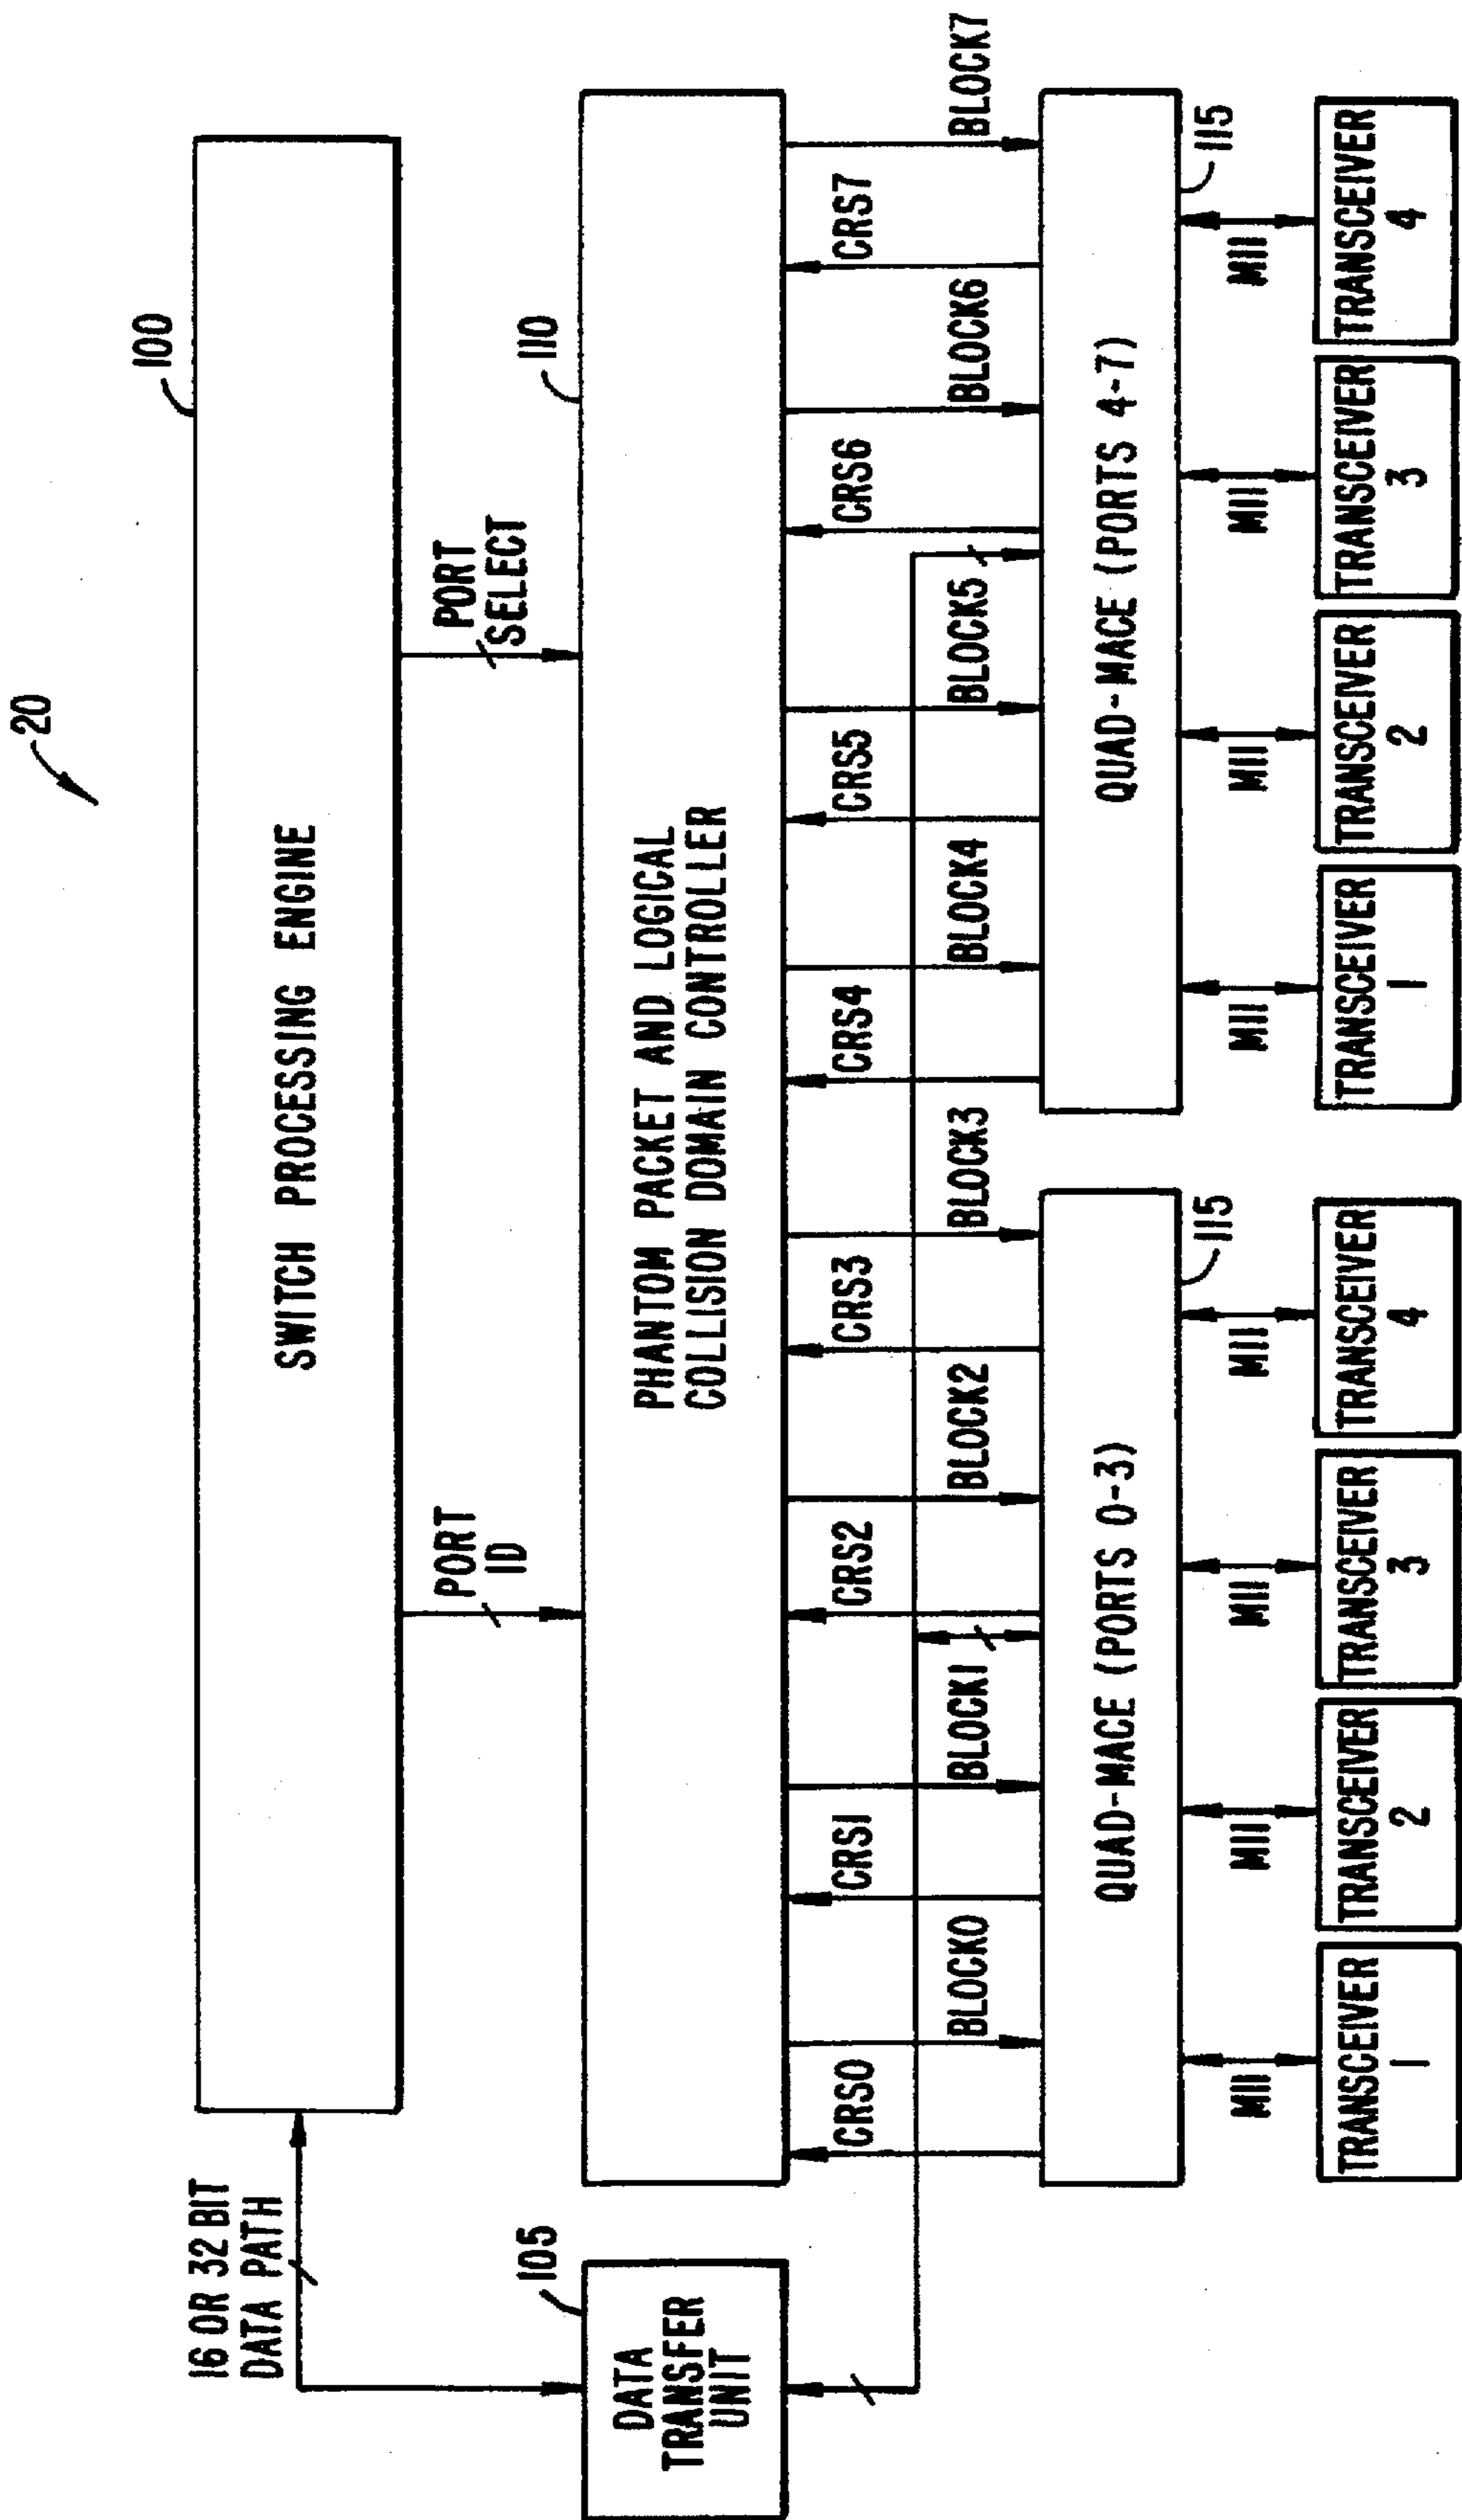 20
100
SWITCH PROCESSING ENGINE
16 OR 32 BIT
DATA PATH
PORT
ID
PORT
SELECT
105
110
DATA
TRANSFER
UNIT
PHANTOM PACKET AND LOGICAL
COLLISION DOMAIN CONTROLLER
CRS0
CRS1
CRS2
CRS3
CRS4
CRS5
CRS6
CRS7
BLOCK0
BLOCK1
BLOCK2
BLOCK3
BLOCK4
BLOCK5
BLOCK6
BLOCK7
QUAD-MACE (PORTS 0-3)
115
QUAD-MACE (PORTS 4-7)
115
MII
MII
MII
MII
MII
MII
MII
MII
TRANSCEIVER
1
TRANSCEIVER
2
TRANSCEIVER
3
TRANSCEIVER
4
TRANSCEIVER
1
TRANSCEIVER
2
TRANSCEIVER
3
TRANSCEIVER
4